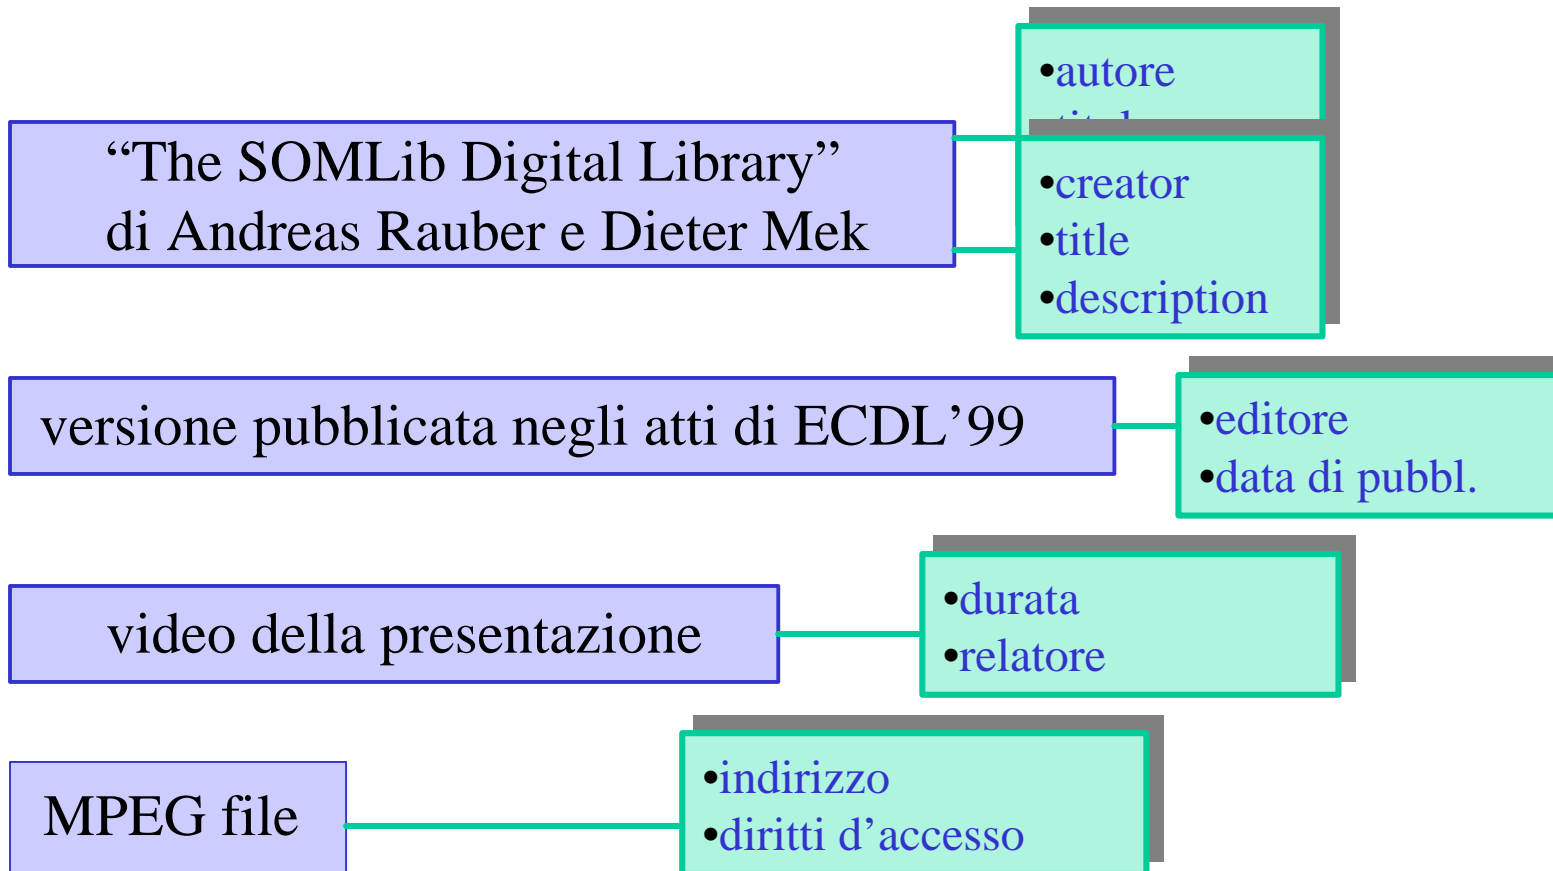 •autore
“The SOMLib Digital Library”
di Andreas Rauber e Dieter Mek
•creator
•title
•description
versione pubblicata negli atti di ECDL’99
•editore
•data di pubbl.
video della presentazione
•durata
•relatore
MPEG file
•indirizzo
•diritti d’accesso